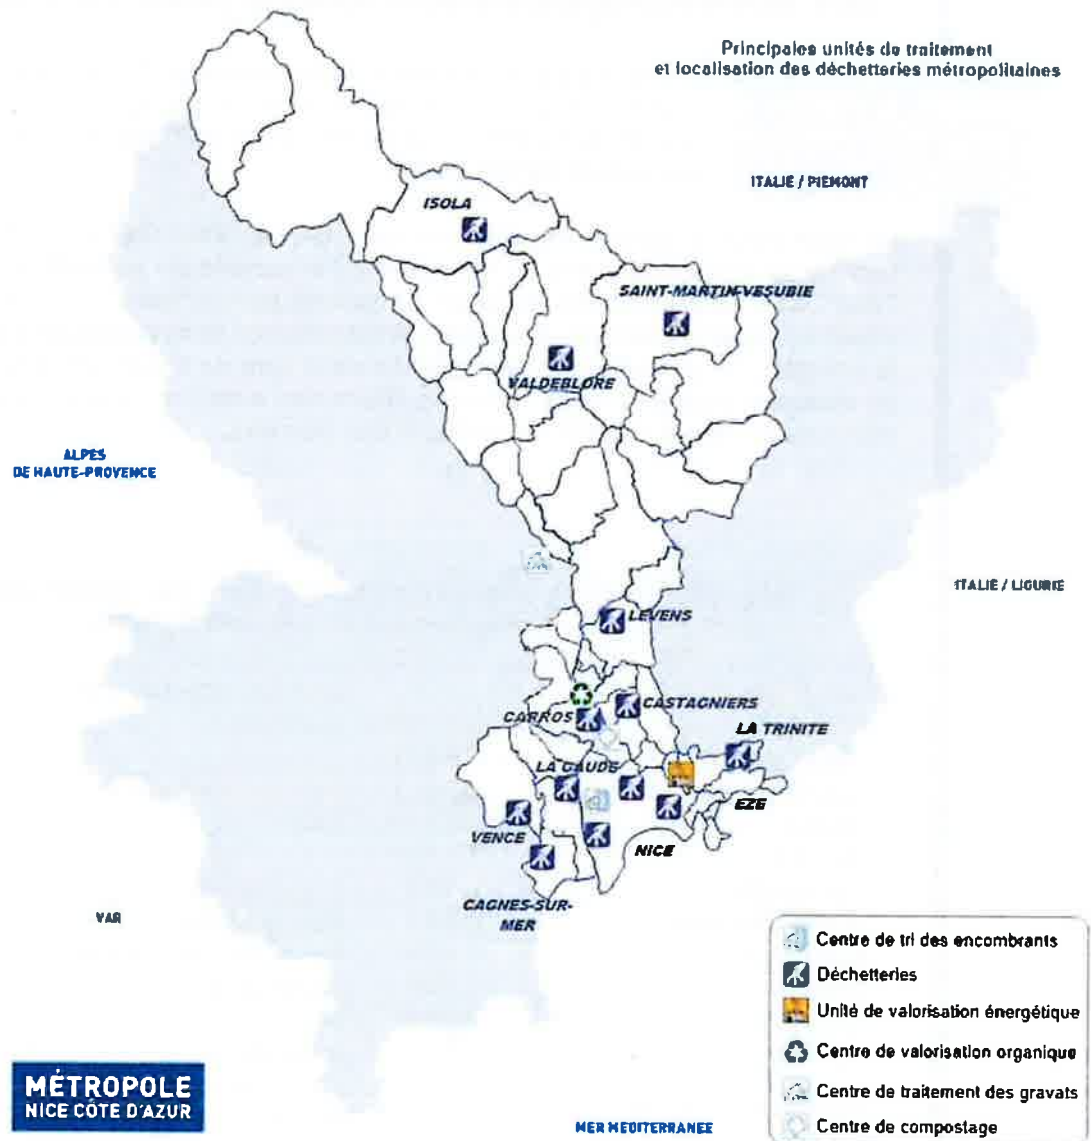 Principales unités de traitement
et localisation des déchetteries métropolitaines
ITALIE / PIEMONT
ISOLA
SAINT-MARTIN-VESUBIE
VALDEBLORE
ALPES
DE HAUTE-PROVENCE
ITALIE / LIGURIE
LEVENS
CASTAGNIERS
CARROS
LA TRINITE
LA GAUDE
EZE
VENCE
NICE
CAGNES-SUR-
MER
VAR
Centre de tri des encombrants
Déchetteries
Unité de valorisation énergétique
Centre de valorisation organique
Centre de traitement des gravats
Centre de compostage
MÉTROPOLE
NICE CÔTE D'AZUR
MER MEDITERRANEE